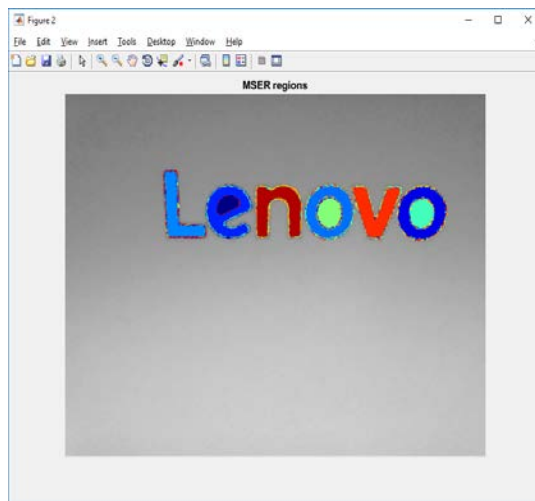 Figure 2
File Edit View Insert Tools Desktop Window Help
MSER regions
Lenovo